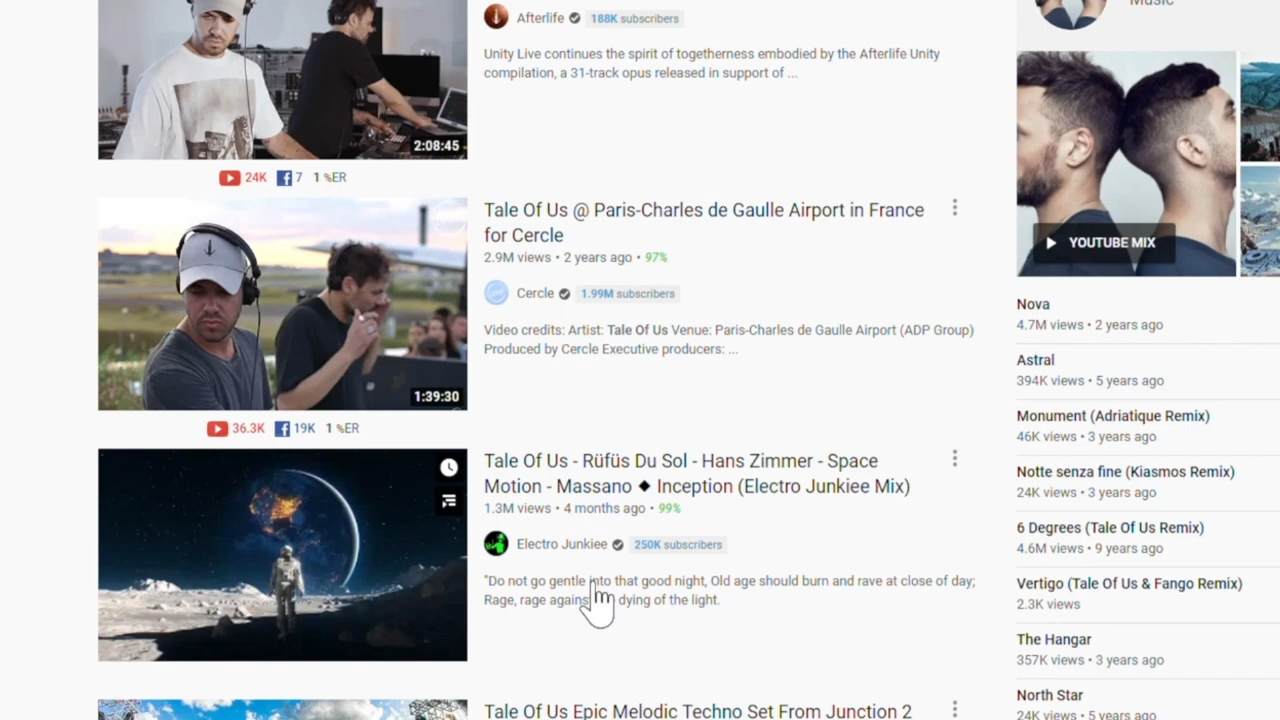 Music
Afterlife 188K subscribers
Unity Live continues the spirit of togetherness embodied by the Afterlife Unity
compilation, a 31-track opus released in support of ...
2:08:45
24K 7 1 %ER
Tale Of Us @ Paris-Charles de Gaulle Airport in France
for Cercle
2.9M views • 2 years ago • 97%
Cercle 1.99M subscribers
Video credits: Artist: Tale Of Us Venue: Paris-Charles de Gaulle Airport (ADP Group)
Produced by Cercle Executive producers: ...
1:39:30
36.3K 19K 1 %ER
Tale Of Us - Rüfüs Du Sol - Hans Zimmer - Space
Motion - Massano ◆ Inception (Electro Junkiee Mix)
1.3M views • 4 months ago • 99%
Electro Junkiee 250K subscribers
"Do not go gentle into that good night, Old age should burn and rave at close of day;
Rage, rage agains dying of the light.
Tale Of Us Epic Melodic Techno Set From Junction 2
YOUTUBE MIX
Nova
4.7M views • 2 years ago
Astral
394K views • 5 years ago
Monument (Adriatique Remix)
46K views • 3 years ago
Notte senza fine (Kiasmos Remix)
24K views • 3 years ago
6 Degrees (Tale Of Us Remix)
4.6M views • 9 years ago
Vertigo (Tale Of Us & Fango Remix)
2.3K views
The Hangar
357K views • 3 years ago
North Star
24K views • 5 years ago